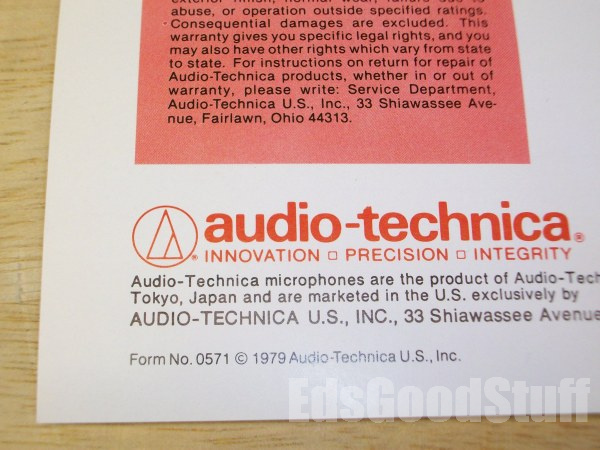 abuse, or operation outside specified ratings.
Consequential damages are excluded. This
warranty gives you specific legal rights, and you
may also have other rights which vary from state
to state. For instructions on return for repair of
Audio-Technica products, whether in or out of
warranty, please write: Service Department,
Audio-Technica U.S., Inc., 33 Shiawassee Ave-
nue, Fairlawn, Ohio 44313.
audio-technica®
INNOVATION □ PRECISION □ INTEGRITY
Audio-Technica microphones are the product of Audio-Tech
Tokyo, Japan and are marketed in the U.S. exclusively by
AUDIO-TECHNICA U.S., INC., 33 Shiawassee Avenue
Form No. 0571 © 1979 Audio-Technica U.S., Inc.
EdsGoodStuff